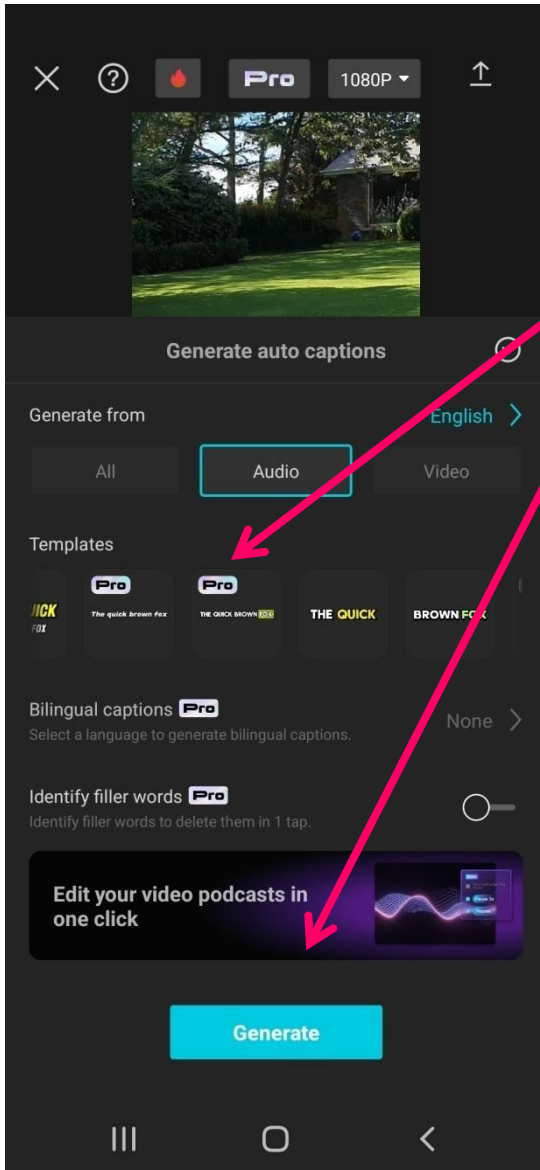 Pro 1080P
Generate auto captions
Generate from English
All Audio Video
Templates
Pro Pro
UICK The quick brown fox THE QUICK BROWN FOX THE QUICK BROWN FOX
FOX
Bilingual captions Pro
Select a language to generate bilingual captions. None
Identify filler words Pro
Identify filler words to delete them in 1 tap.
Edit your video podcasts in
one click
Generate